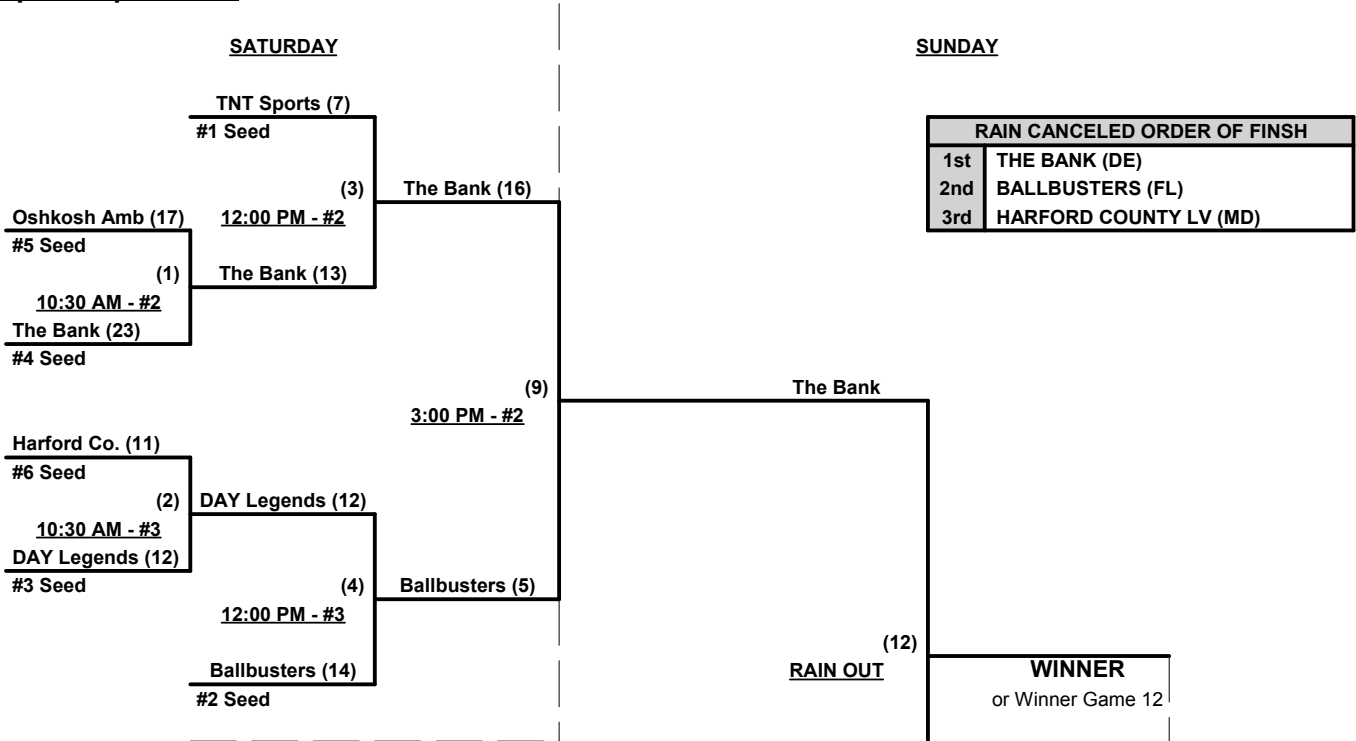 SATURDAY
SUNDAY
TNT Sports (7)
#1 Seed
RAIN CANCELED ORDER OF FINSH
1st THE BANK (DE)
2nd BALLBUSTERS (FL)
3rd HARFORD COUNTY LV (MD)
(3)
12:00 PM - #2
The Bank (16)
Oshkosh Amb (17)
#5 Seed
(1)
10:30 AM - #2
The Bank (13)
The Bank (23)
#4 Seed
(9)
3:00 PM - #2
The Bank
Harford Co. (11)
#6 Seed
(2)
10:30 AM - #3
DAY Legends (12)
DAY Legends (12)
#3 Seed
(4)
12:00 PM - #3
Ballbusters (5)
Ballbusters (14)
#2 Seed
(12)
RAIN OUT
WINNER
or Winner Game 12